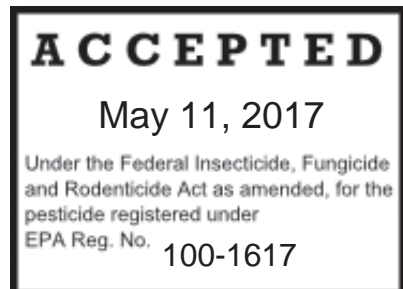 ACCEPTED
May 11, 2017
Under the Federal Insecticide, Fungicide
and Rodenticide Act as amended, for the
pesticide registered under
EPA Reg. No. 100-1617